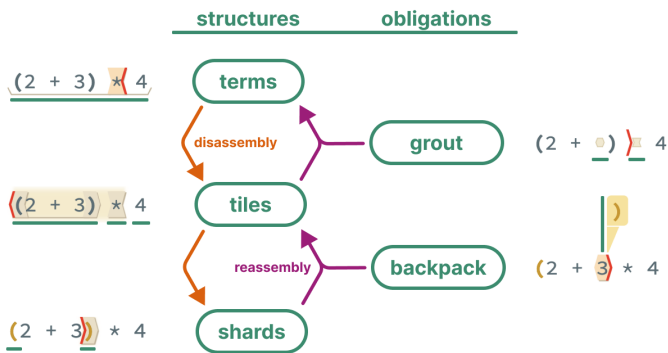 structures obligations
(2 + 3) * 4
terms
disassembly
grout
(2 + ) 4
(2 + 3) * 4
tiles
)
reassembly
backpack
(2 + 3 * 4
(2 + 3) * 4
shards